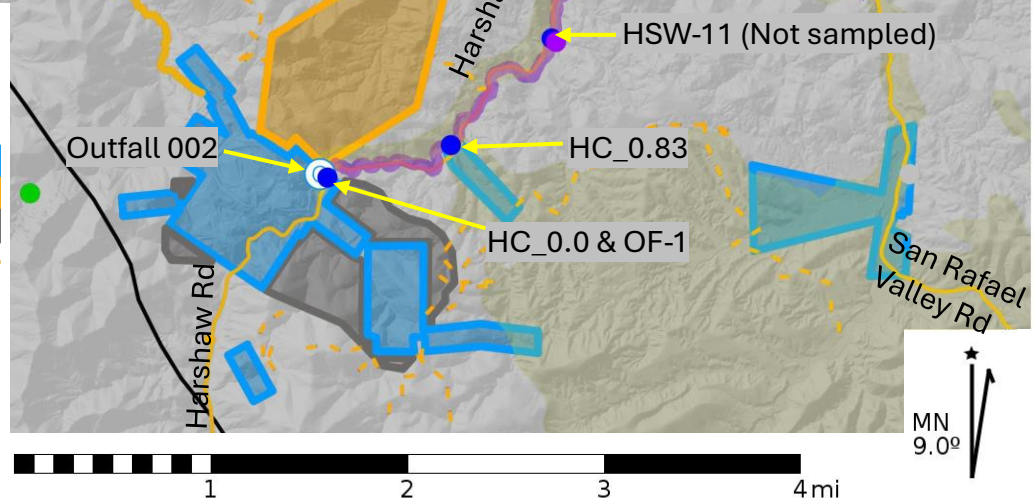 Harsha
HSW-11 (Not sampled)
Outfall 002
HC_0.83
HC_0.0 & OF-1
San Rafael
Valley Rd
Harshaw Rd
MN
9.0º
1 2 3 4 mi